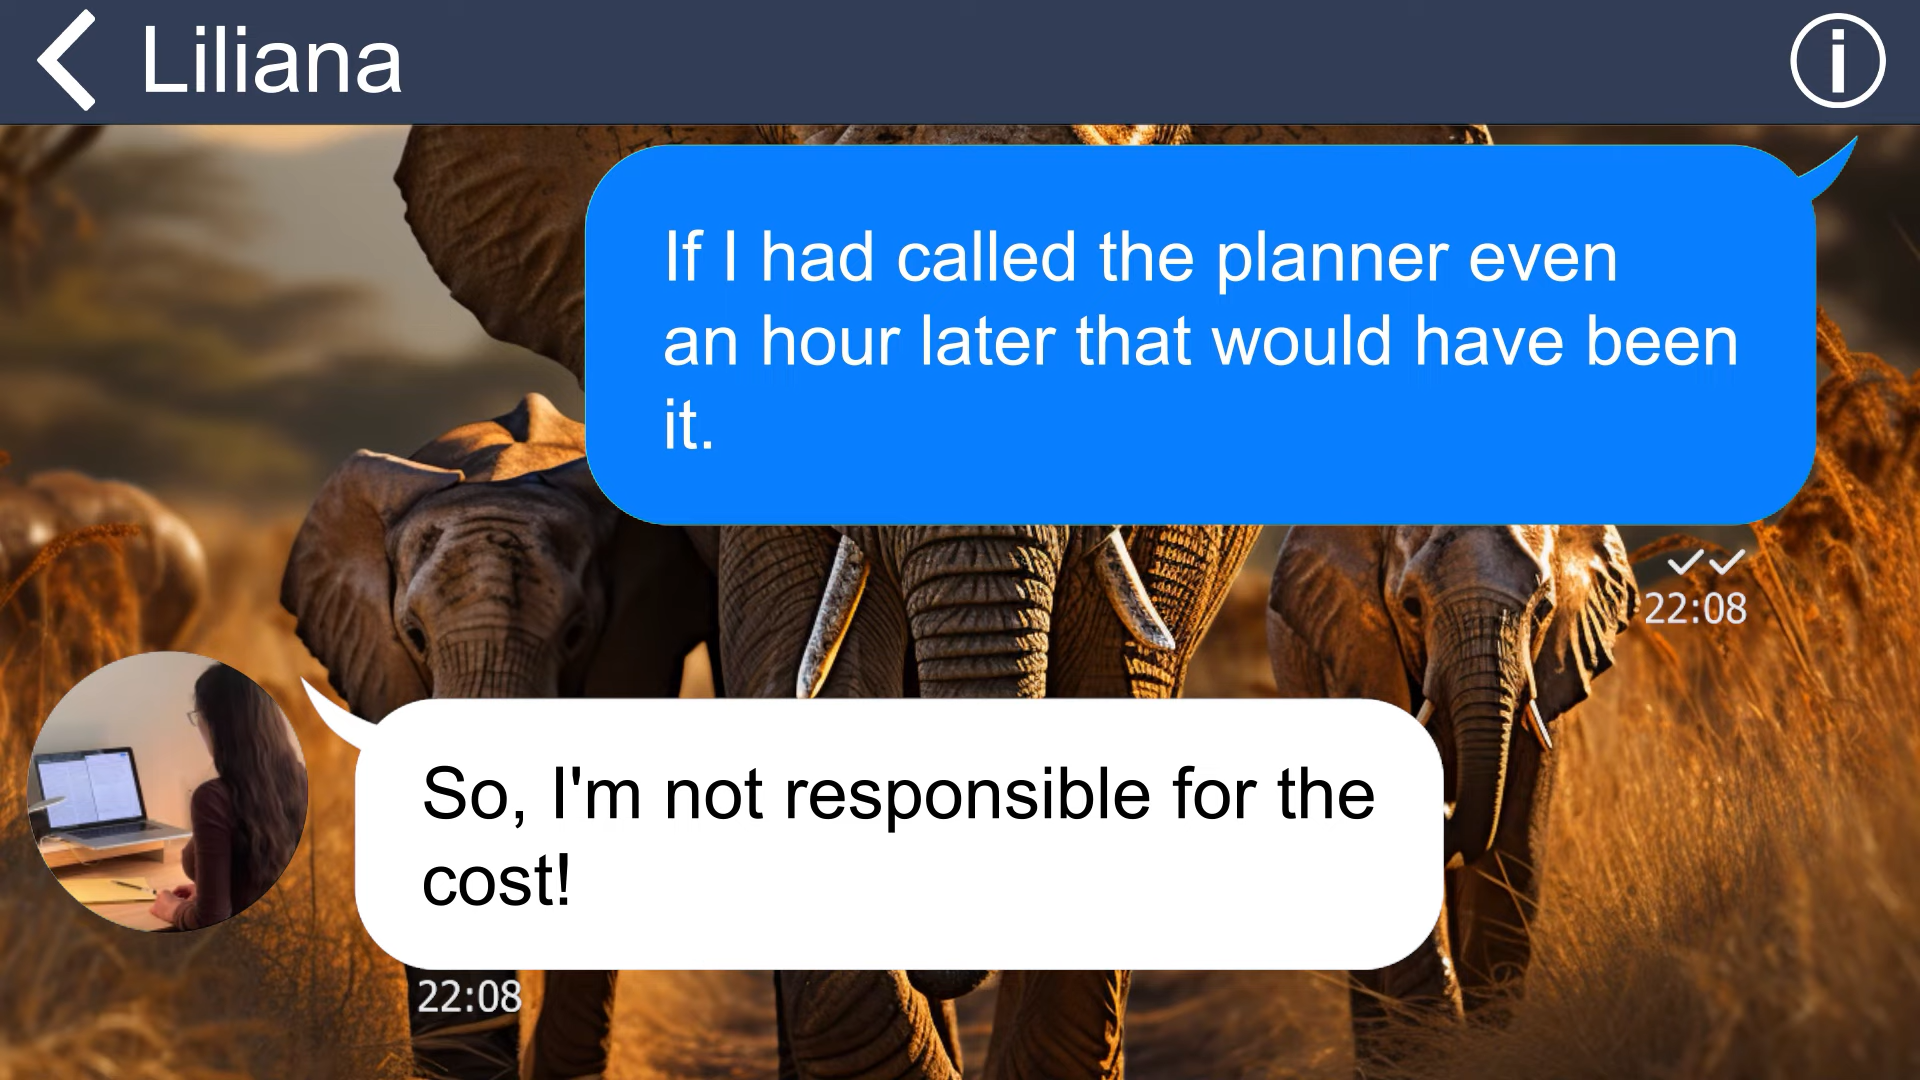 Liliana
If I had called the planner even
an hour later that would have been
it.
22:08
So, I'm not responsible for the
cost!
22:08